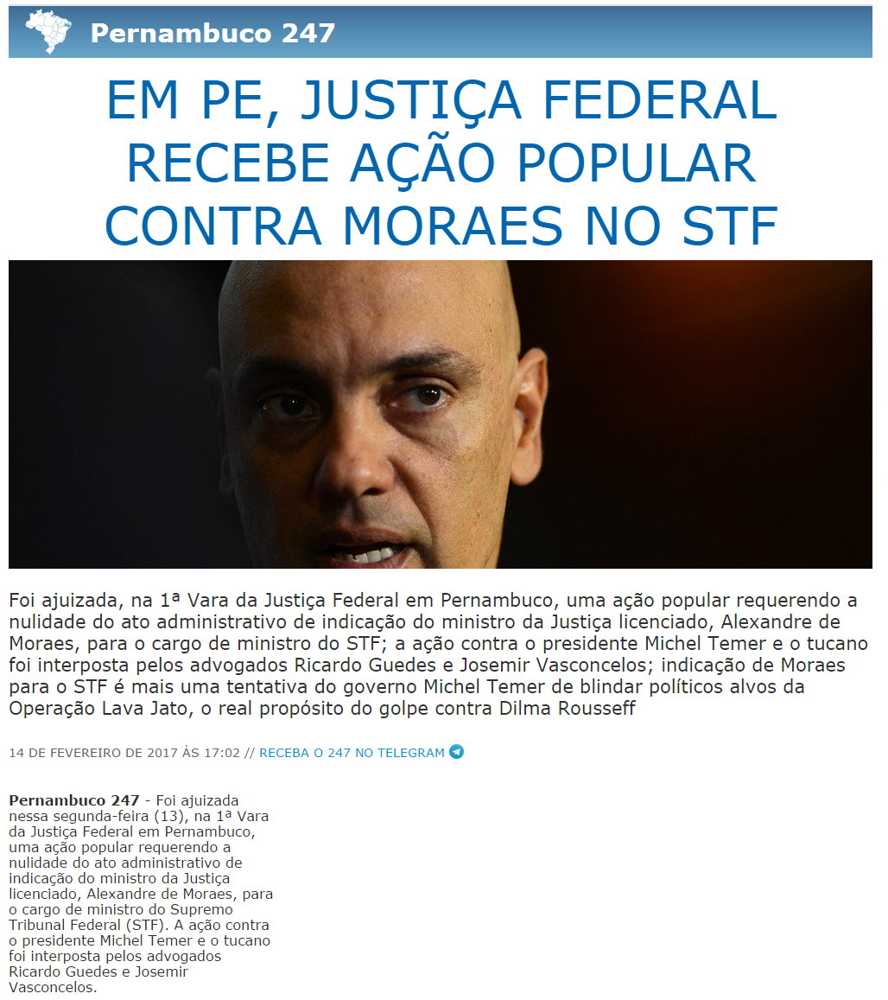 Pernambuco 247
EM PE, JUSTIÇA FEDERAL
RECEBE AÇÃO POPULAR
CONTRA MORAES NO STF
Foi ajuizada, na 1ª Vara da Justiça Federal em Pernambuco, uma ação popular requerendo a
nulidade do ato administrativo de indicação do ministro da Justiça licenciado, Alexandre de
Moraes, para o cargo de ministro do STF; a ação contra o presidente Michel Temer e o tucano
foi interposta pelos advogados Ricardo Guedes e Josemir Vasconcelos; indicação de Moraes
para o STF é mais uma tentativa do governo Michel Temer de blindar políticos alvos da
Operação Lava Jato, o real propósito do golpe contra Dilma Rousseff
14 DE FEVEREIRO DE 2017 ÀS 17:02 // RECEBA O 247 NO TELEGRAM
Pernambuco 247 - Foi ajuizada
nessa segunda-feira (13), na 1ª Vara
da Justiça Federal em Pernambuco,
uma ação popular requerendo a
nulidade do ato administrativo de
indicação do ministro da Justiça
licenciado, Alexandre de Moraes, para
o cargo de ministro do Supremo
Tribunal Federal (STF). A ação contra
o presidente Michel Temer e o tucano
foi interposta pelos advogados
Ricardo Guedes e Josemir
Vasconcelos.